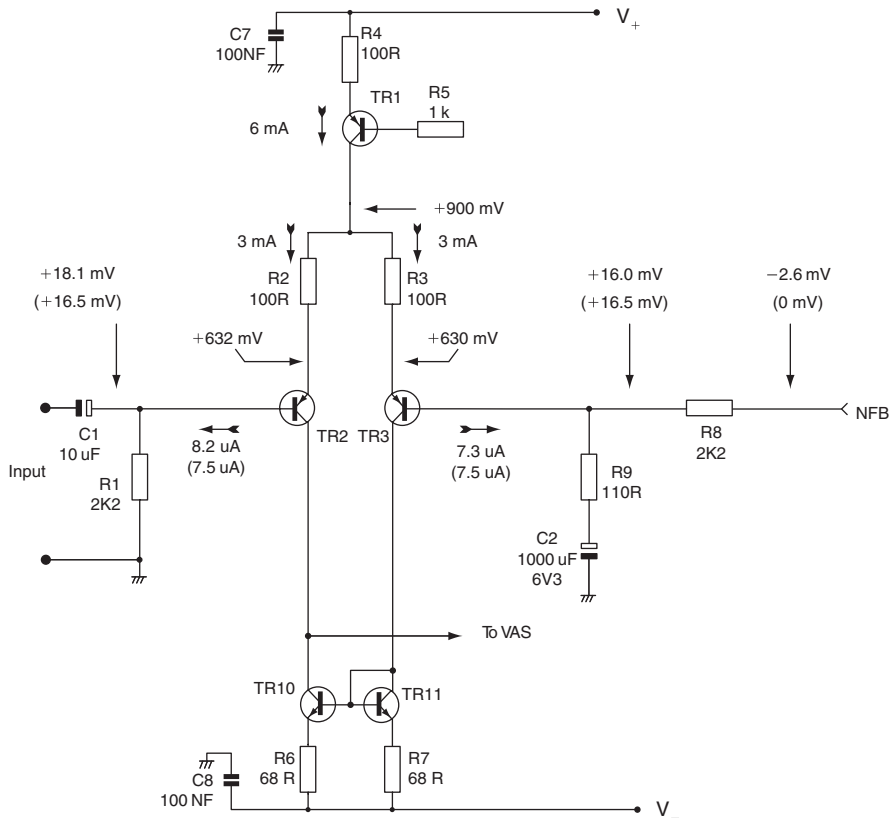 V+
C7
100NF
R4
100R
TR1
R5
1 k
6 mA
+900 mV
3 mA
3 mA
+18.1 mV
(+16.5 mV)
R2
100R
R3
100R
+16.0 mV
(+16.5 mV)
−2.6 mV
(0 mV)
+632 mV
+630 mV
C1
10 uF
TR2
TR3
NFB
8.2 uA
(7.5 uA)
7.3 uA
(7.5 uA)
R8
2K2
Input
R1
2K2
R9
110R
C2
1000 uF
6V3
To VAS
TR10
TR11
R6
68 R
R7
68 R
C8
100 NF
V−